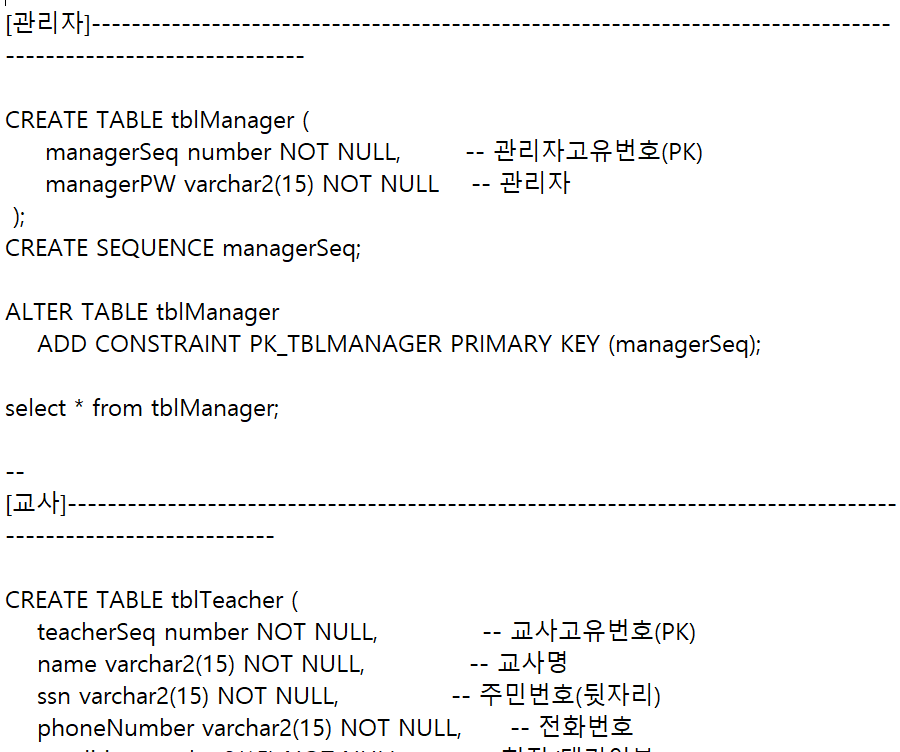 [관리자]--------------------------------------------------------------------------------
------------------------------
CREATE TABLE tblManager (
managerSeq number NOT NULL, -- 관리자고유번호(PK)
managerPW varchar2(15) NOT NULL -- 관리자
);
CREATE SEQUENCE managerSeq;
ALTER TABLE tblManager
ADD CONSTRAINT PK_TBLMANAGER PRIMARY KEY (managerSeq);
select * from tblManager;
--
[교사]-----------------------------------------------------------------------------------
---------------------------
CREATE TABLE tblTeacher (
teacherSeq number NOT NULL, -- 교사고유번호(PK)
name varchar2(15) NOT NULL, -- 교사명
ssn varchar2(15) NOT NULL, -- 주민번호(뒷자리)
phoneNumber varchar2(15) NOT NULL, -- 전화번호